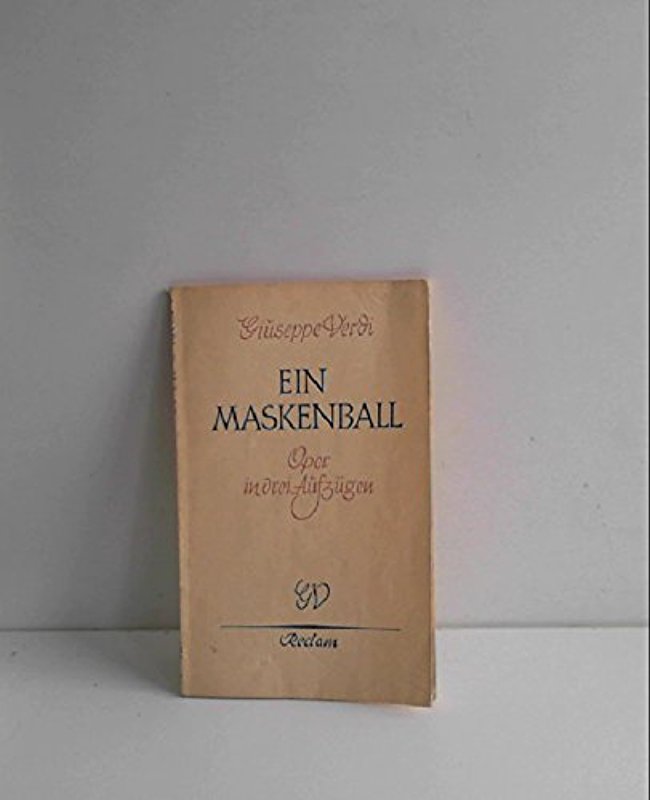 Giuseppe Verdi
EIN
MASKENBALL
Oper
in drei Aufzügen
GV
Reclam